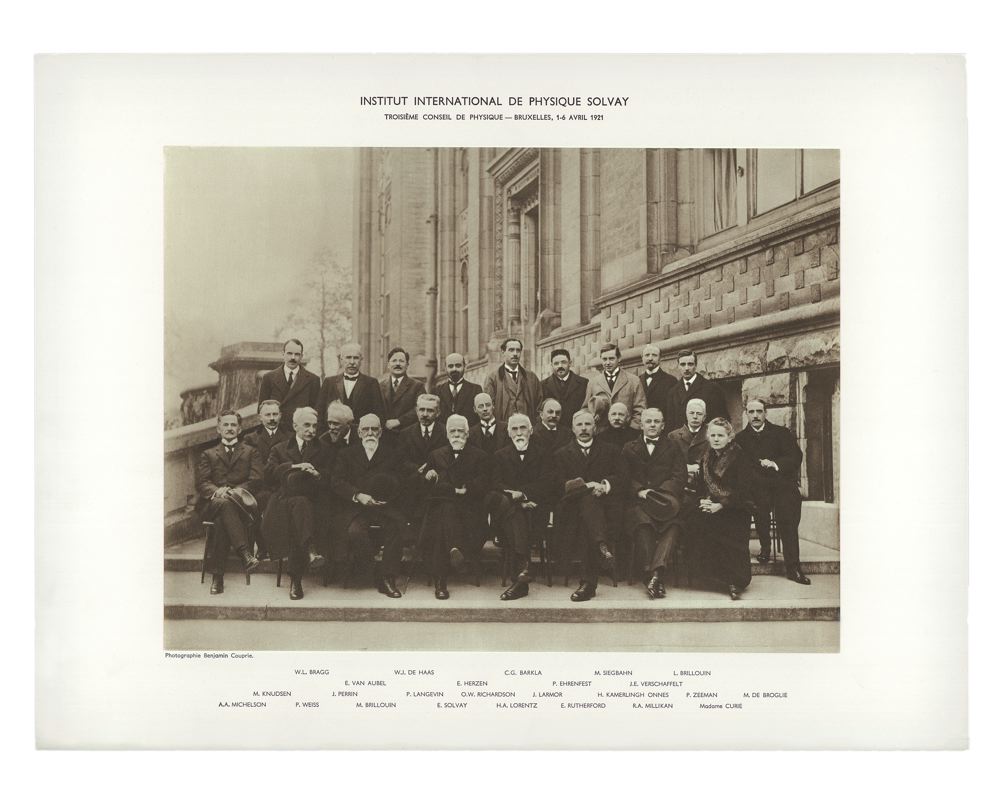 INSTITUT INTERNATIONAL DE PHYSIQUE SOLVAY
TROISIÈME CONSEIL DE PHYSIQUE — BRUXELLES, 1-6 AVRIL 1921
Photographie Benjamin Couprie.
W.L. BRAGG W.J. DE HAAS C.G. BARKLA M. SIEGBAHN L. BRILLOUIN
E. VAN AUBEL E. HERZEN P. EHRENFEST J.E. VERSCHAFFELT
M. KNUDSEN J. PERRIN P. LANGEVIN O.W. RICHARDSON J. LARMOR H. KAMERLINGH ONNES P. ZEEMAN M. DE BROGLIE
A.A. MICHELSON P. WEISS M. BRILLOUIN E. SOLVAY H.A. LORENTZ E. RUTHERFORD R.A. MILLIKAN Madame CURIE